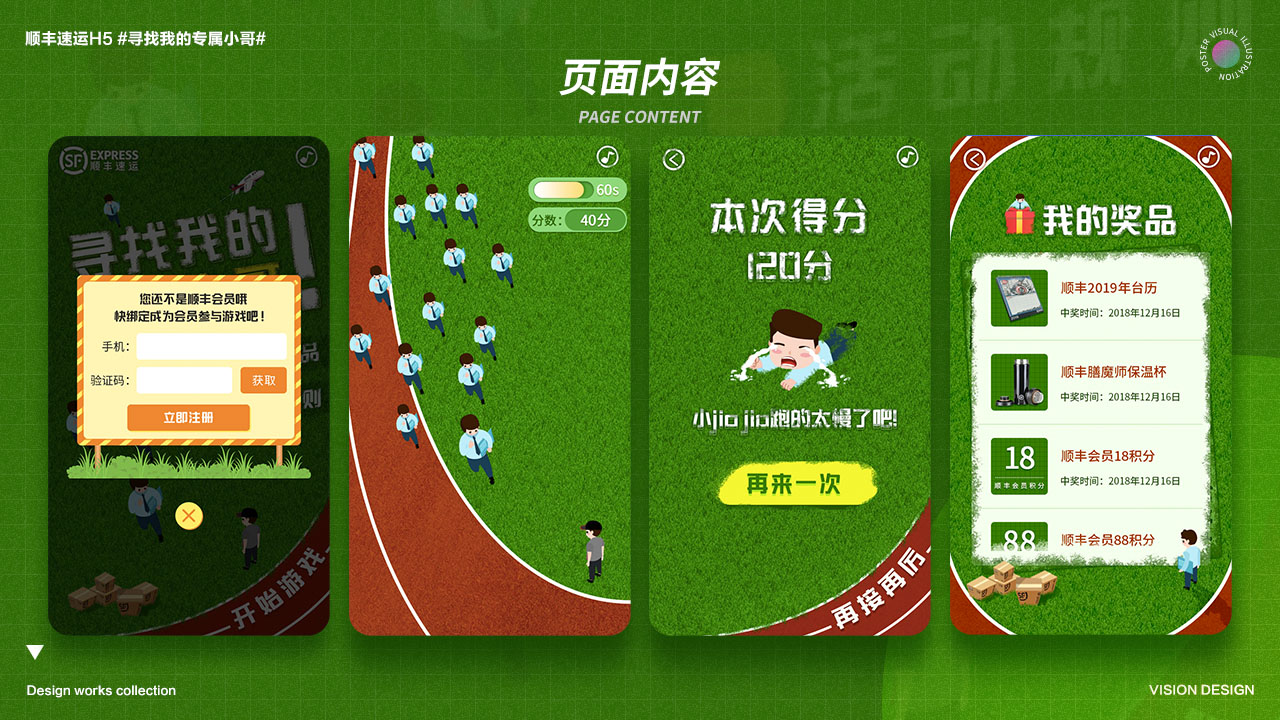 顺丰速运H5 #寻找我的专属小哥#
POSTER VISUAL ILLUSTRATION
页面内容
PAGE CONTENT
SF EXPRESS
顺丰速运
寻找我的
您还不是顺丰会员哦
快绑定成为会员参与游戏吧！
手机：
验证码：
获取
立即注册
开始游戏
60s
分数：
40分
本次得分
120分
小jio jio跑的太慢了吧!
再来一次
再接再厉
我的奖品
顺丰2019年台历
中奖时间：2018年12月16日
顺丰膳魔师保温杯
中奖时间：2018年12月16日
18
顺丰会员积分
顺丰会员18积分
中奖时间：2018年12月16日
88
顺丰会员88积分
Design works collection
VISION DESIGN